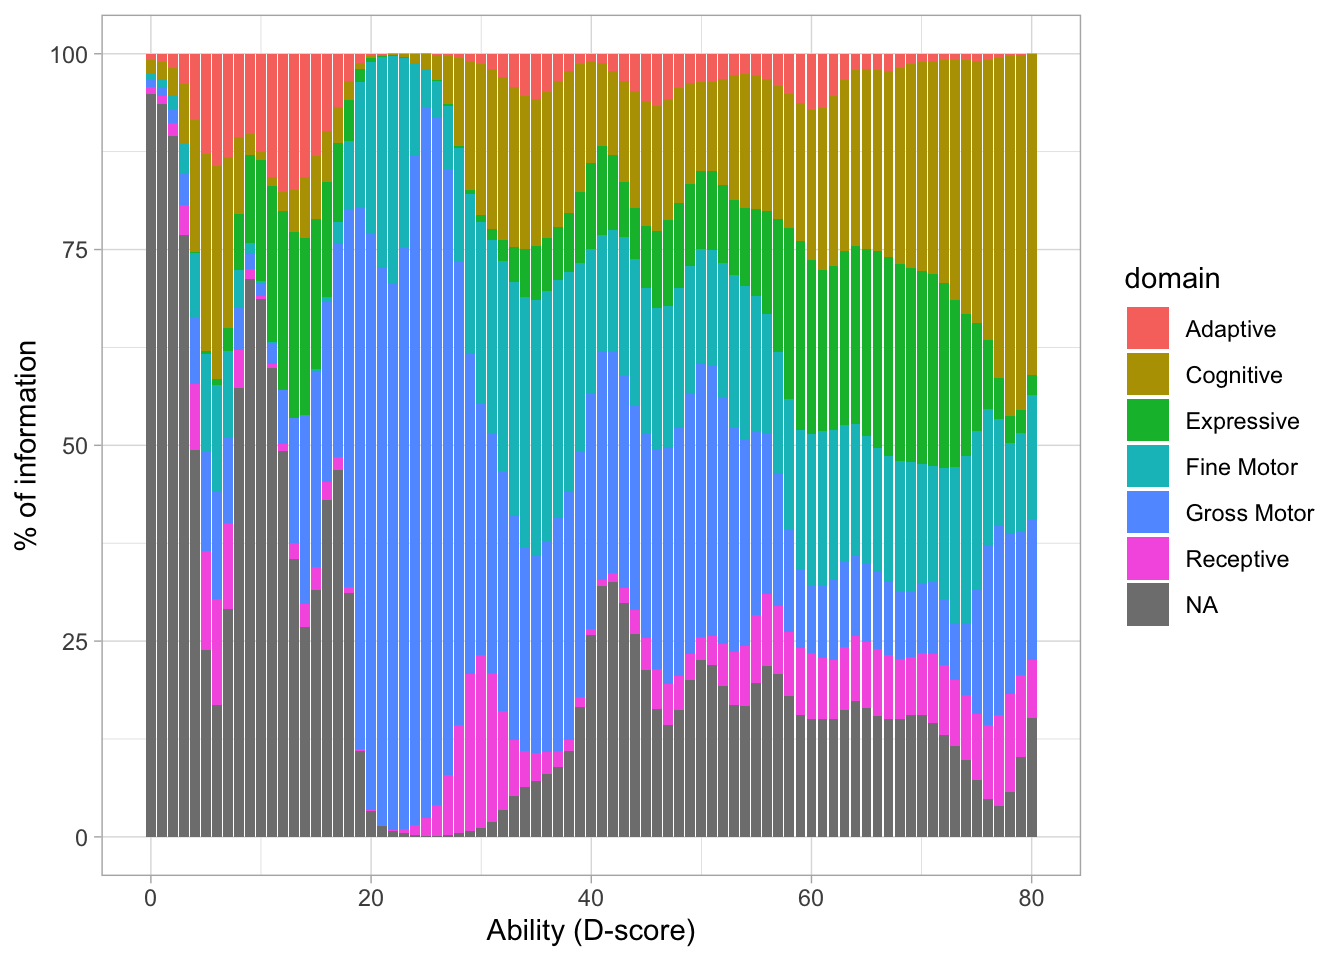 100
75
50
25
0
% of information
0 20 40 60 80
Ability (D-score)
domain
Adaptive
Cognitive
Expressive
Fine Motor
Gross Motor
Receptive
NA